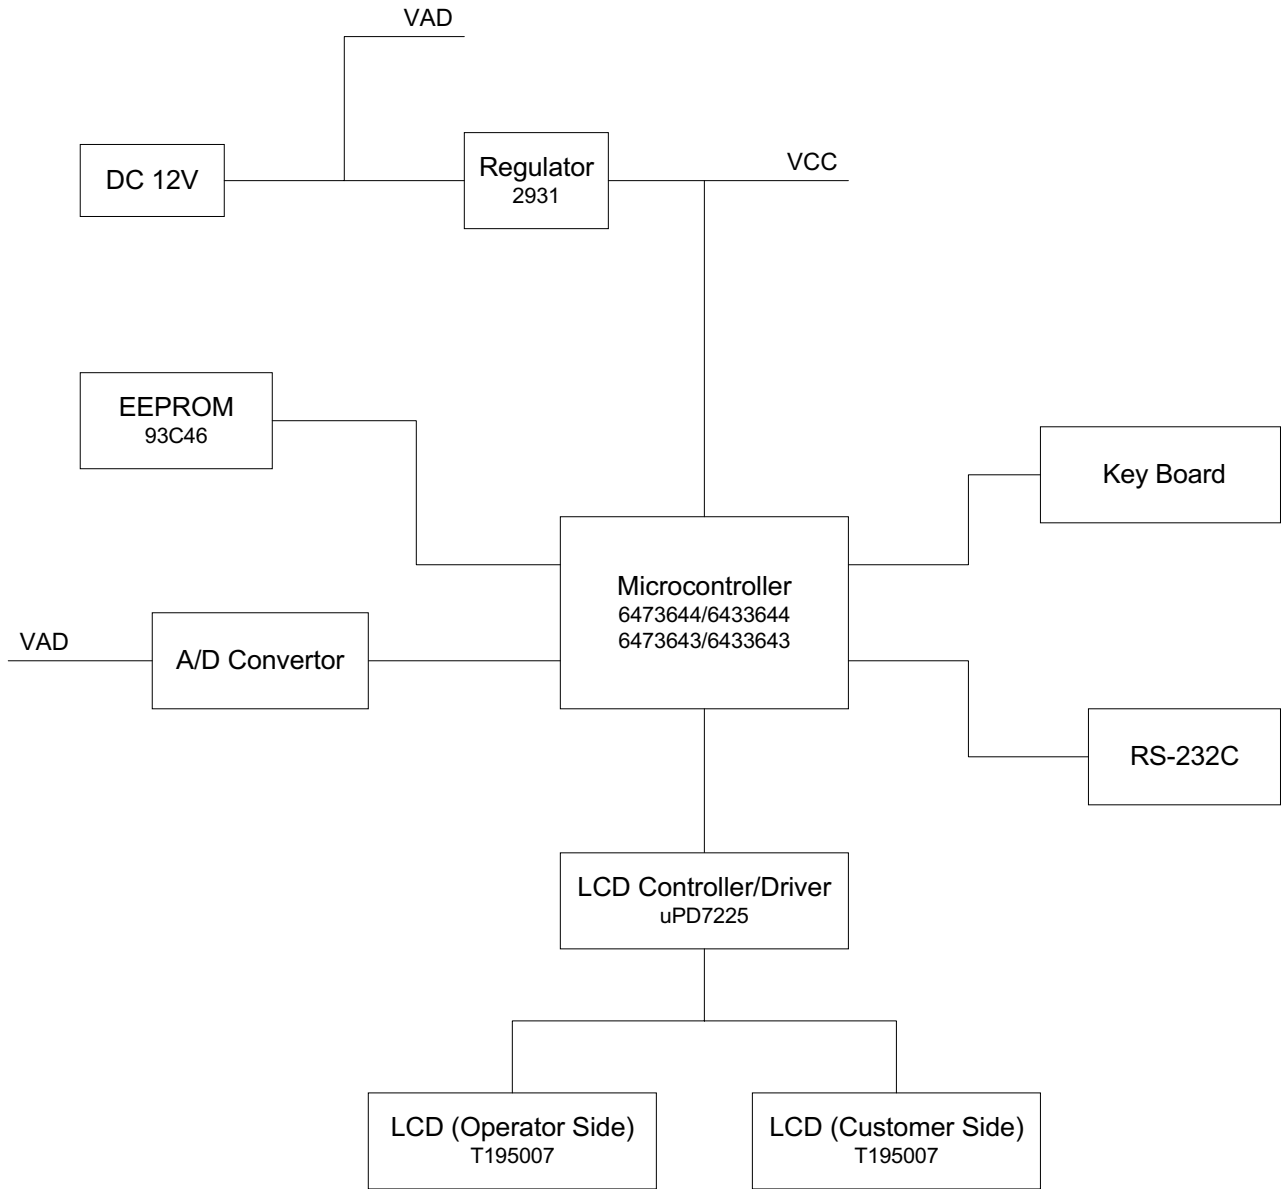 VAD
DC 12V
Regulator
2931
VCC
EEPROM
93C46
Key Board
Microcontroller
6473644/6433644
6473643/6433643
VAD
A/D Convertor
RS-232C
LCD Controller/Driver
uPD7225
LCD (Operator Side)
T195007
LCD (Customer Side)
T195007